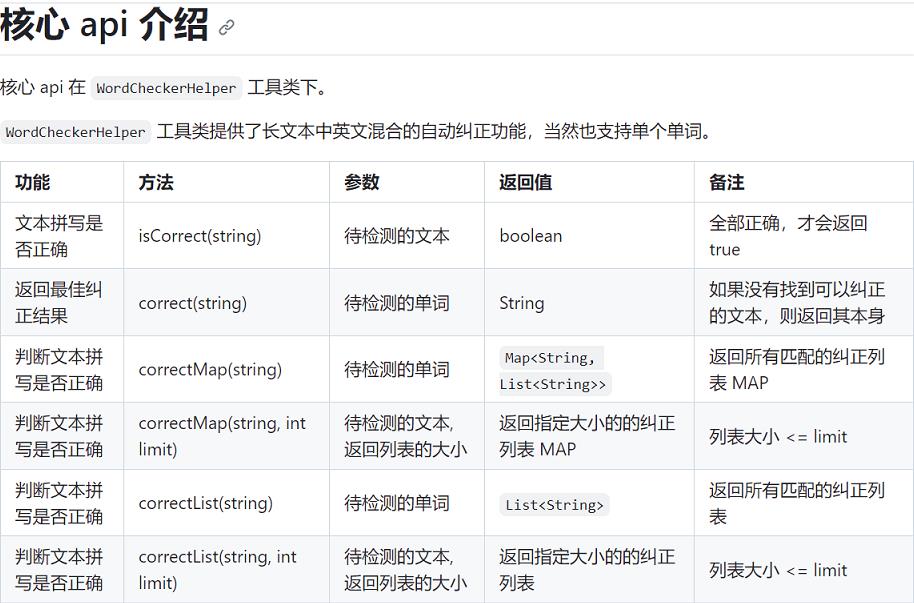 核心 api 介绍
核心 api 在 WordCheckerHelper 工具类下。
WordCheckerHelper 工具类提供了长文本中英文混合的自动纠正功能，当然也支持单个单词。
功能 方法 参数 返回值 备注
文本拼写是
否正确
isCorrect(string)
待检测的文本
boolean
全部正确，才会返回
true
返回最佳纠
正结果
correct(string)
待检测的单词
String
如果没有找到可以纠正
的文本，则返回其本身
判断文本拼
写是否正确
correctMap(string)
待检测的单词
Map<String,
List<String>>
返回所有匹配的纠正列
表 MAP
判断文本拼
写是否正确
correctMap(string, int
limit)
待检测的文本,
返回列表的大小
返回指定大小的的纠正
列表 MAP
列表大小 <= limit
判断文本拼
写是否正确
correctList(string)
待检测的单词
List<String>
返回所有匹配的纠正列
表
判断文本拼
写是否正确
correctList(string, int
limit)
待检测的文本,
返回列表的大小
返回指定大小的的纠正
列表
列表大小 <= limit